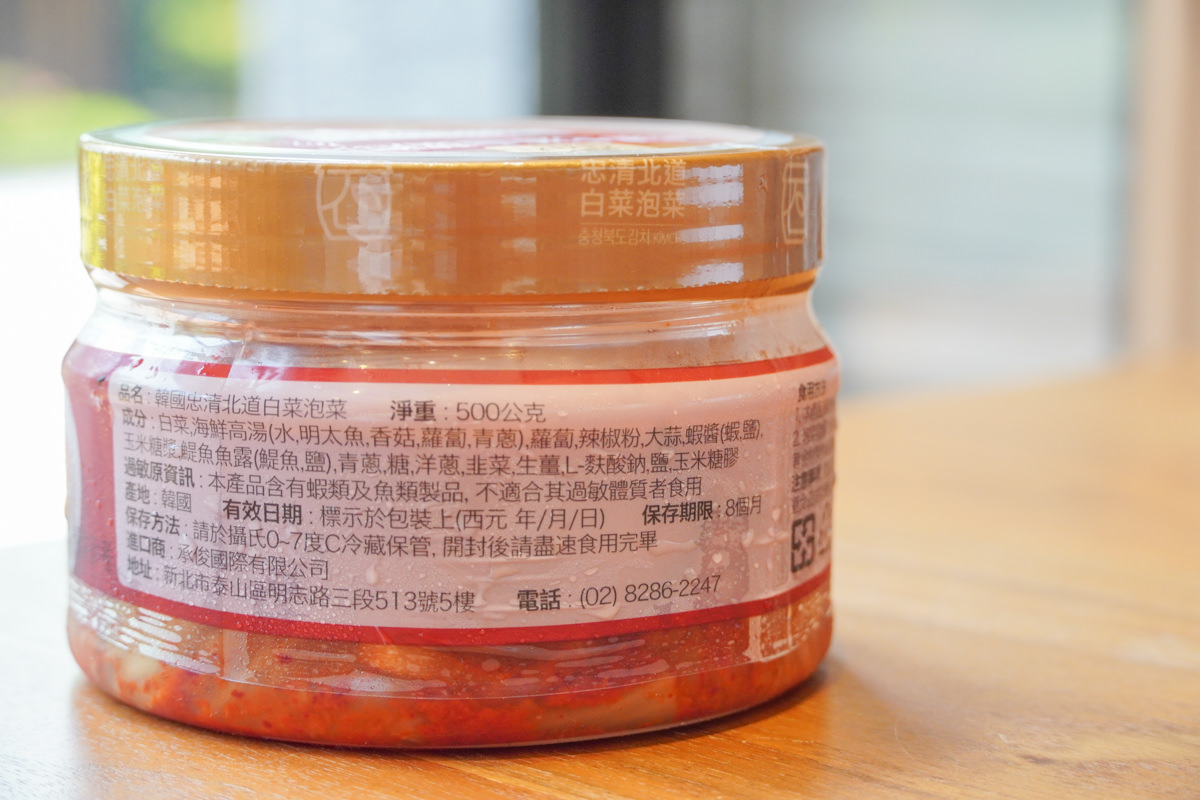 忠清北道
白菜泡菜
충청북도김치 KIMCHI
品名:韓國忠清北道白菜泡菜 淨重:500公克
成分:白菜,海鮮高湯(水,明太魚,香菇,蘿蔔,青蔥),蘿蔔,辣椒粉,大蒜,蝦醬(蝦,鹽),
玉米糖漿,鯷魚魚露(鯷魚,鹽),青蔥,糖,洋蔥,韭菜,生薑,L-麩酸鈉,鹽,玉米糖膠
過敏原資訊:本產品含有蝦類及魚類製品, 不適合其過敏體質者食用
產地:韓國 有效日期:標示於包裝上(西元 年/月/日) 保存期限:8個月
保存方法:請於攝氏0~7度C冷藏保管, 開封後請盡速食用完畢
進口商:承俊國際有限公司
地址:新北市泰山區明志路三段513號5樓 電話:(02) 8286-2247